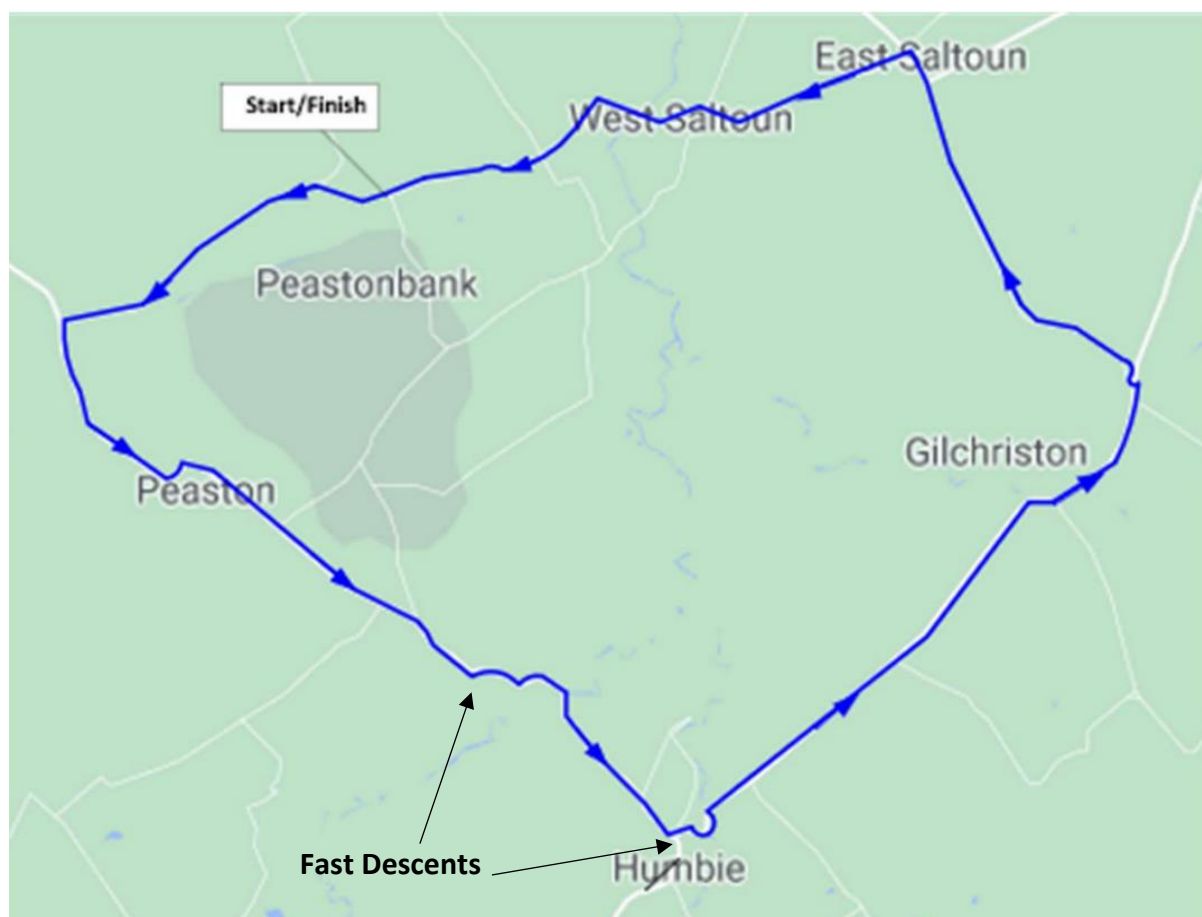 East Saltoun
Start/Finish
West Saltoun
Peastonbank
Gilchriston
Peaston
Fast Descents
Humbie